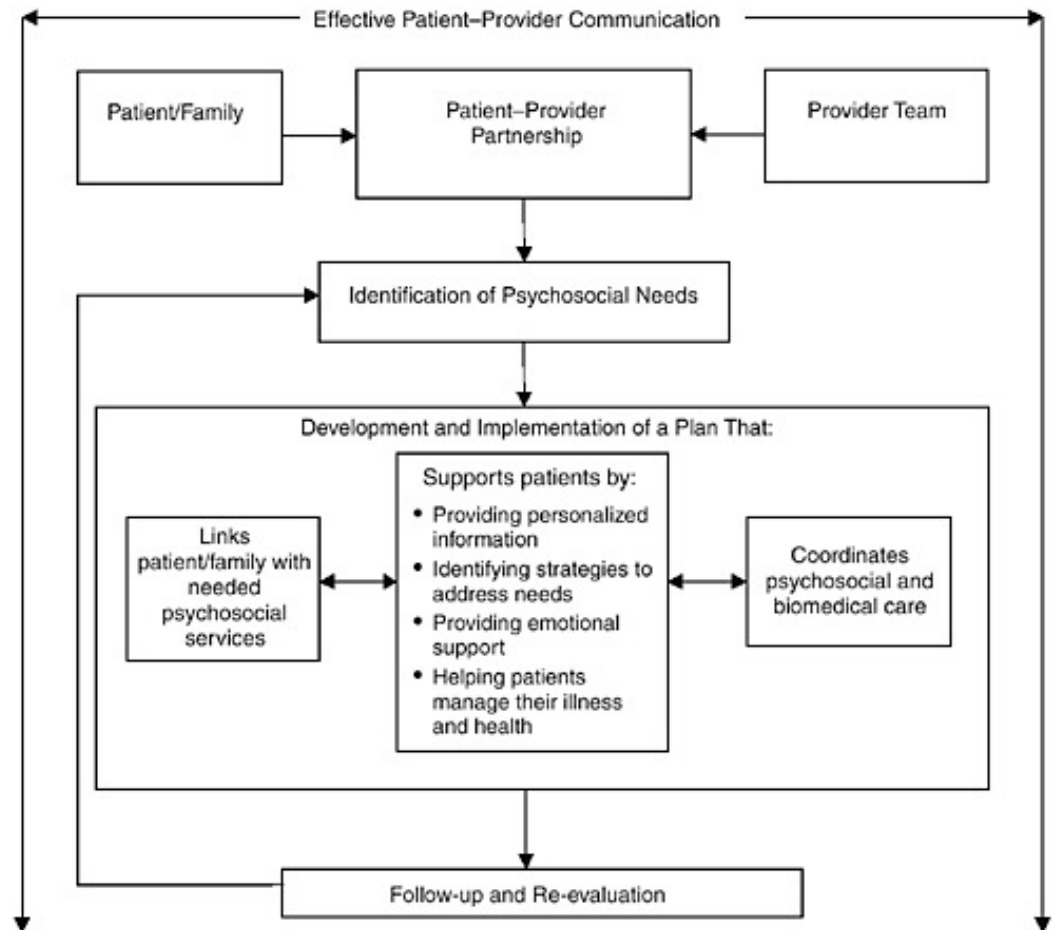 Effective Patient–Provider Communication
Patient/Family
Patient–Provider
Partnership
Provider Team
Identification of Psychosocial Needs
Development and Implementation of a Plan That:
Links
patient/family with
needed
psychosocial
services
Supports patients by:
• Providing personalized
information
• Identifying strategies to
address needs
• Providing emotional
support
• Helping patients
manage their illness
and health
Coordinates
psychosocial and
biomedical care
Follow-up and Re-evaluation